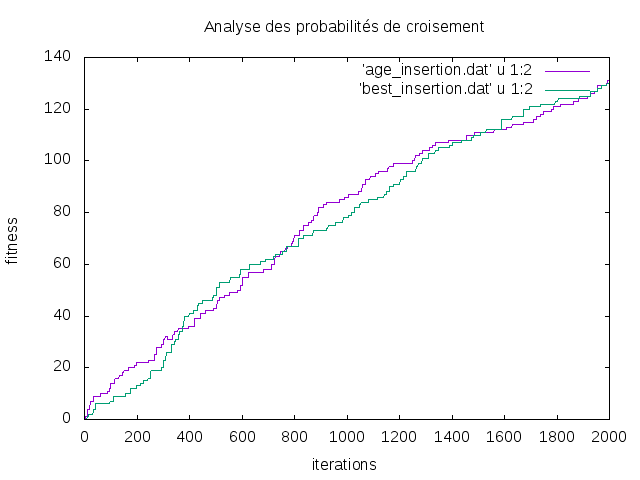 Analyse des probabilités de croisement
'age_insertion.dat' u 1:2
'best_insertion.dat' u 1:2
140
120
100
80
60
40
20
0
fitness
0 200 400 600 800 1000 1200 1400 1600 1800 2000
iterations